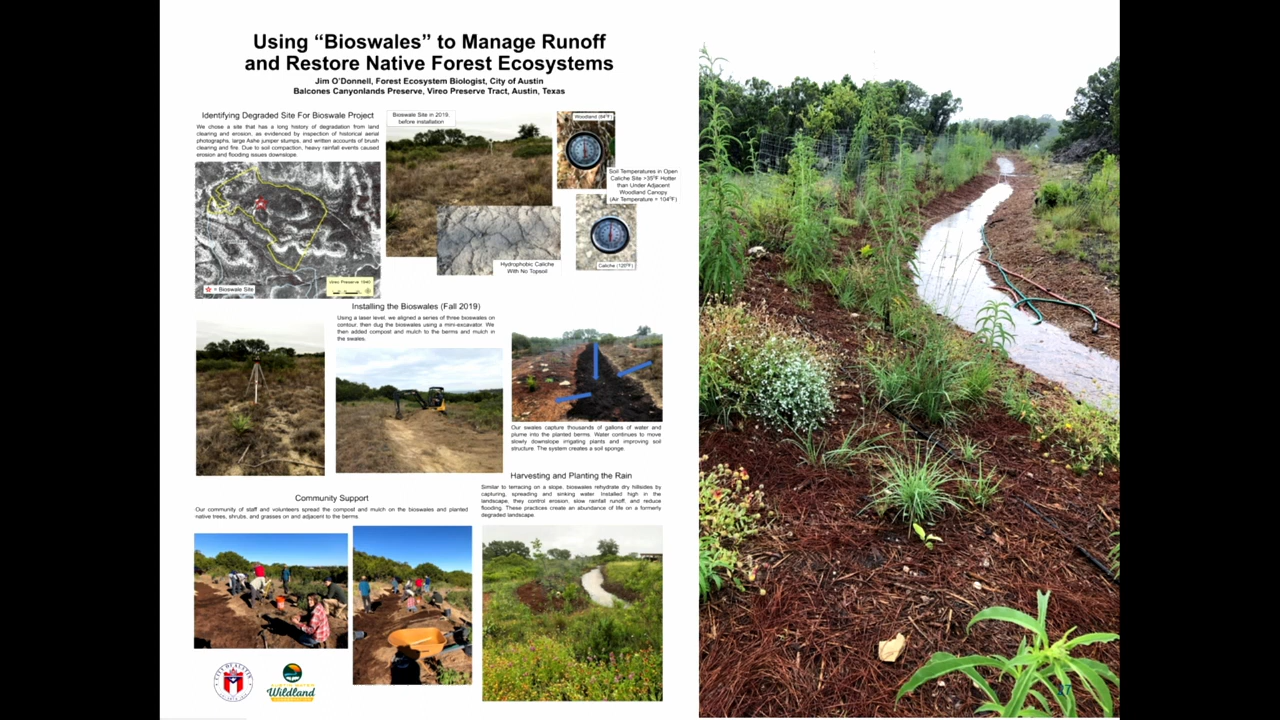 Using “Bioswales” to Manage Runoff
and Restore Native Forest Ecosystems
Jim O’Donnell, Forest Ecosystem Biologist, City of Austin
Balcones Canyonlands Preserve, Vireo Preserve Tract, Austin, Texas
Identifying Degraded Site For Bioswale Project
We chose a site that has a long history of degradation from land
clearing and erosion, as evidenced by inspection of historical aerial
photographs, large Ashe juniper stumps, and written accounts of brush
clearing and fire. Due to soil compaction, heavy rainfall events caused
erosion and flooding issues downslope.
= Bioswale Site
Vireo Preserve 1940
Bioswale Site in 2019,
before installation
Hydrophobic Caliche
With No Topsoil
Woodland (84°F)
Soil Temperatures in Open
Caliche Site >35°F Hotter
than Under Adjacent
Woodland Canopy
(Air Temperature = 104°F)
Caliche (120°F)
Installing the Bioswales (Fall 2019)
Using a laser level, we aligned a series of three bioswales on
contour, then dug the bioswales using a mini-excavator. We
then added compost and mulch to the berms and mulch in
the swales.
Our swales capture thousands of gallons of water and
plume into the planted berms. Water continues to move
slowly downslope irrigating plants and improving soil
structure. The system creates a soil sponge.
Community Support
Our community of staff and volunteers spread the compost and mulch on the bioswales and planted
native trees, shrubs, and grasses on and adjacent to the berms.
Harvesting and Planting the Rain
Similar to terracing on a slope, bioswales rehydrate dry hillsides by
capturing, spreading and sinking water. Installed high in the
landscape, they control erosion, slow rainfall runoff, and reduce
flooding. These practices create an abundance of life on a formerly
degraded landscape.
CITY OF AUSTIN
Wildland